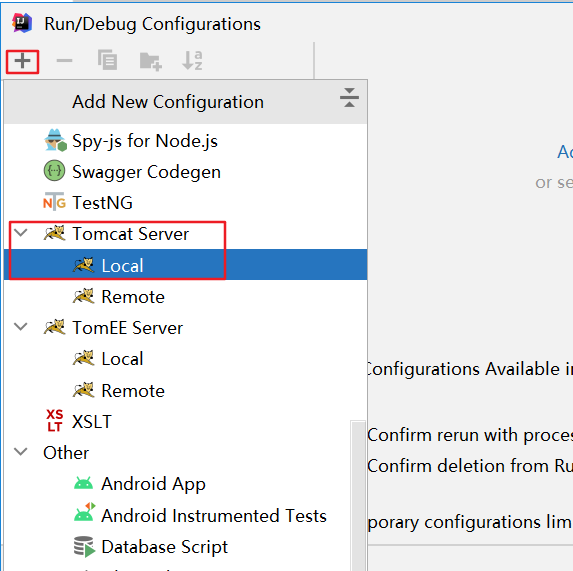 Run/Debug Configurations
Add New Configuration
Spy-js for Node.js
Swagger Codegen
TestNG
Tomcat Server
Local
Remote
TomEE Server
Local
Remote
XSLT
Other
Android App
Android Instrumented Tests
Database Script
or se
Configurations Available i
Confirm rerun with proce
Confirm deletion from Ru
porary configurations lim